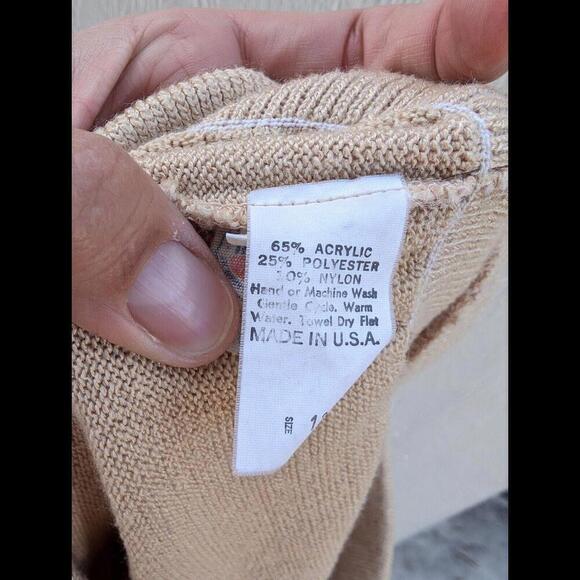 65% ACRYLIC
25% POLYESTER
10% NYLON
Hand or Machine Wash
Gentle Cycle. Warm
Water. Towel Dry Flat
MADE IN U.S.A.
SIZE